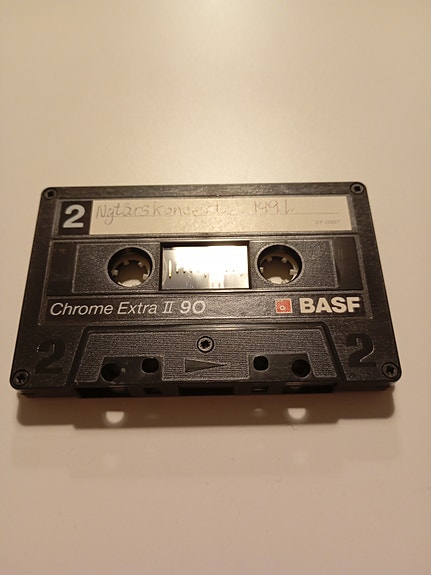 2 Nytårskoncert 1991
Chrome Extra II 90 BASF
2 2